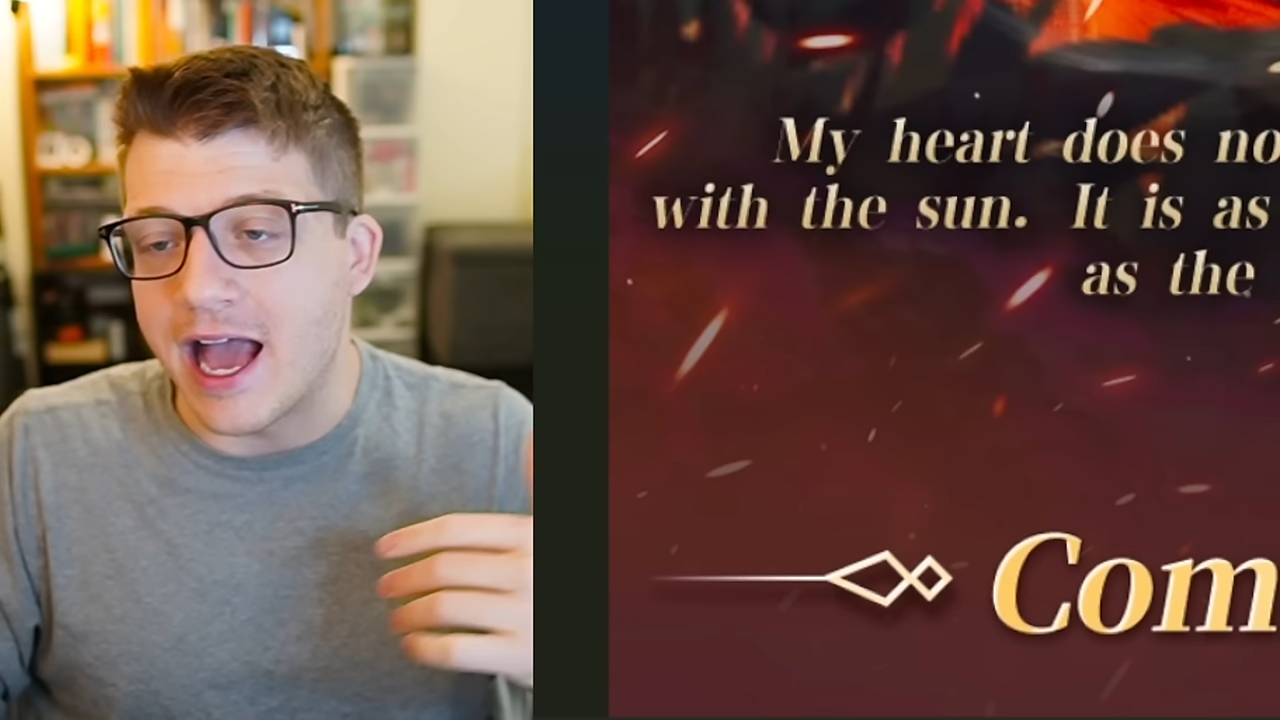 My heart does no
with the sun. It is as
as the
Com